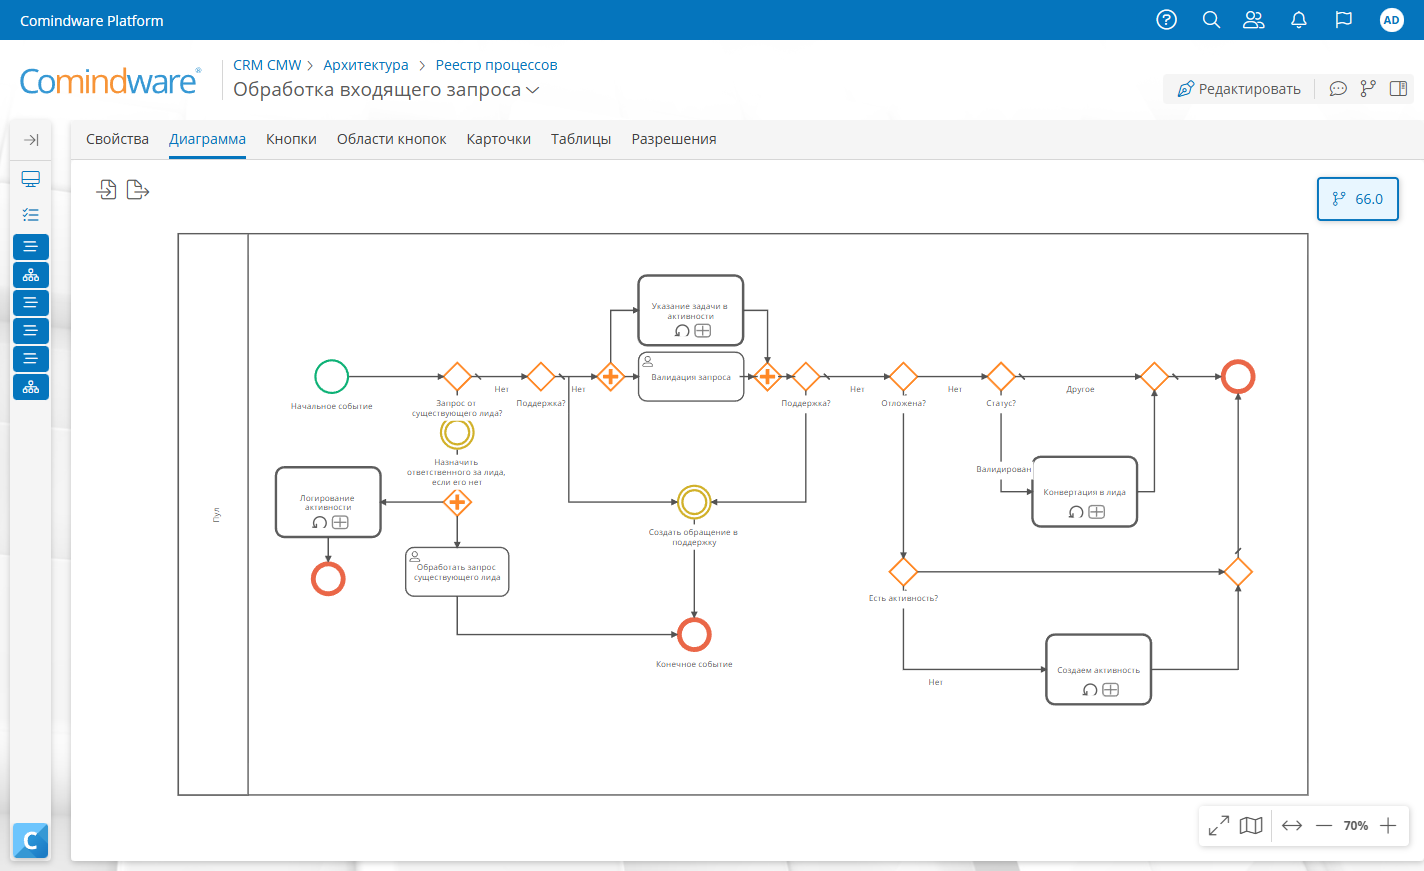 Comindware Platform
AD
Comindware®
CRM CMW > Архитектура > Реестр процессов
Обработка входящего запроса
Редактировать
Свойства Диаграмма Кнопки Области кнопок Карточки Таблицы Разрешения
66.0
Пул
Указание задачи в
активности
Валидация запроса
Начальное событие
Запрос от
существующего лида?
Нет
Поддержка?
Нет
Поддержка?
Нет
Отложена?
Нет
Статус?
Другое
Назначить
ответственного за лида,
если его нет
Валидирован
Конвертация в лида
Логирование
активности
Создать обращение в
поддержку
Обработать запрос
существующего лида
Есть активность?
Конечное событие
Нет
Создаем активность
C
70%